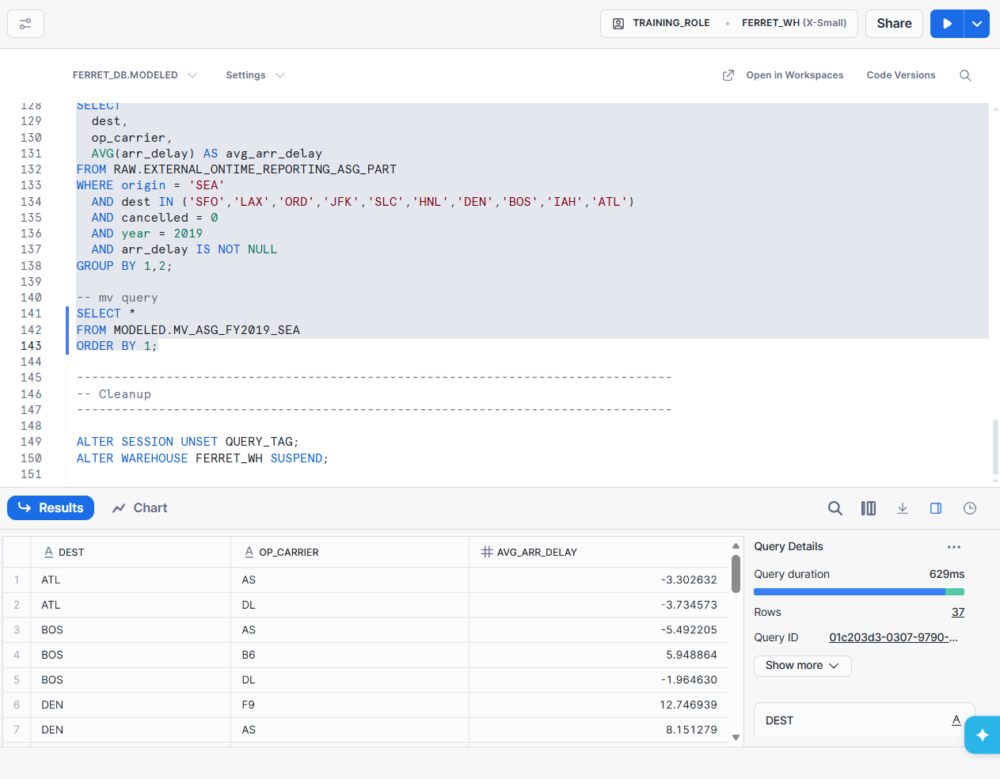 TRAINING_ROLE • FERRET_WH (X-Small) Share
FERRET_DB.MODELED Settings Open in Workspaces Code Versions
128 SELECT
129 dest,
130 op_carrier,
131 AVG(arr_delay) AS avg_arr_delay
132 FROM RAW.EXTERNAL_ONTIME_REPORTING_ASG_PART
133 WHERE origin = 'SEA'
134 AND dest IN ('SFO','LAX','ORD','JFK','SLC','HNL','DEN','BOS','IAH','ATL')
135 AND cancelled = 0
136 AND year = 2019
137 AND arr_delay IS NOT NULL
138 GROUP BY 1,2;
139
140 -- mv query
141 SELECT *
142 FROM MODELED.MV_ASG_FY2019_SEA
143 ORDER BY 1;
144
145 --------------------------------------------------------------------------------
146 -- Cleanup
147 --------------------------------------------------------------------------------
148
149 ALTER SESSION UNSET QUERY_TAG;
150 ALTER WAREHOUSE FERRET_WH SUSPEND;
151
Results Chart
A DEST A OP_CARRIER # AVG_ARR_DELAY
1 ATL AS -3.302632
2 ATL DL -3.734573
3 BOS AS -5.492205
4 BOS B6 5.948864
5 BOS DL -1.964630
6 DEN F9 12.746939
7 DEN AS 8.151279
Query Details ...
Query duration 629ms
Rows 37
Query ID 01c203d3-0307-9790-...
Show more
DEST A